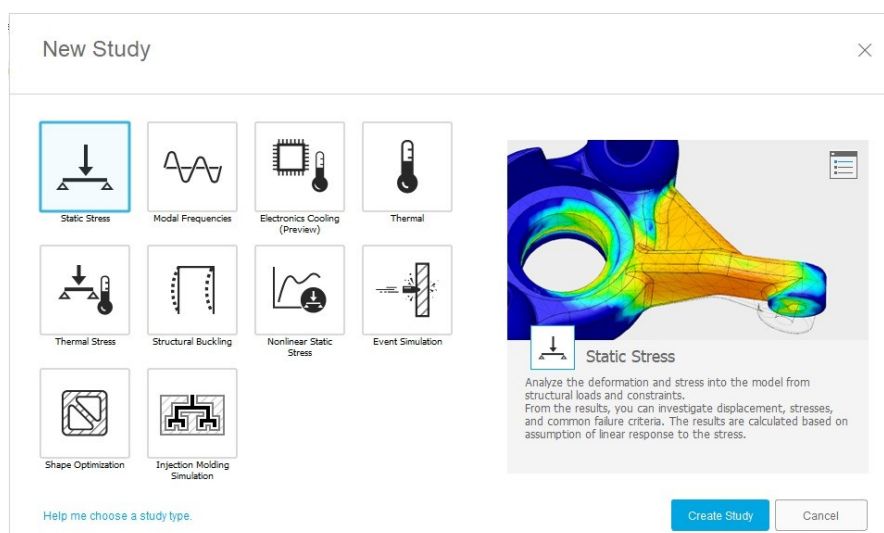 New Study
Static Stress
Modal Frequencies
Electronics Cooling
(Preview)
Thermal
Thermal Stress
Structural Buckling
Nonlinear Static
Stress
Event Simulation
Shape Optimization
Injection Molding
Simulation
Static Stress
Analyze the deformation and stress into the model from
structural loads and constraints.
From the results, you can investigate displacement, stresses,
and common failure criteria. The results are calculated based on
assumption of linear response to the stress.
Help me choose a study type.
Create Study
Cancel